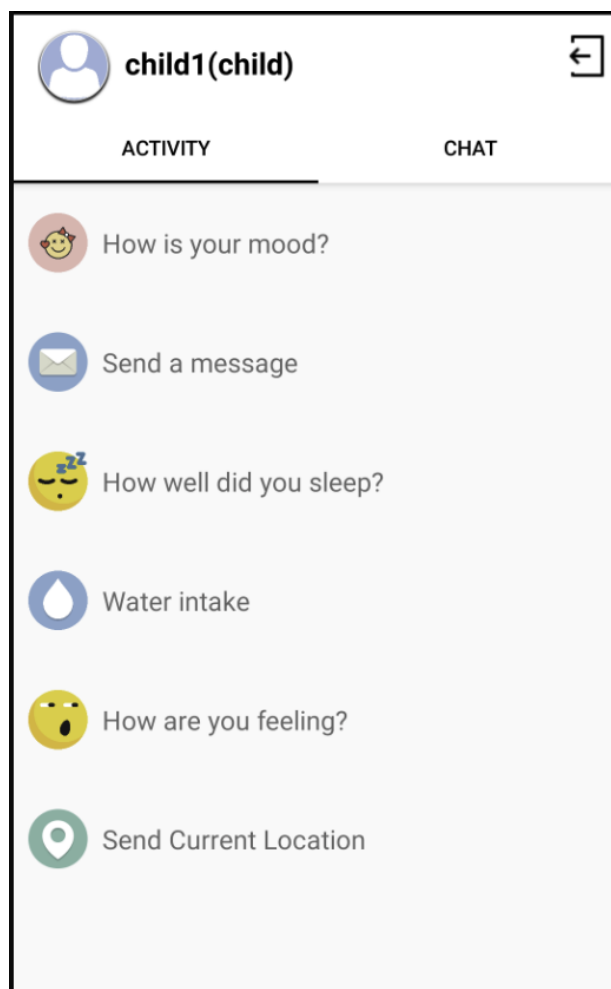 child1(child)
ACTIVITY CHAT
How is your mood?
Send a message
zzz
How well did you sleep?
Water intake
How are you feeling?
Send Current Location